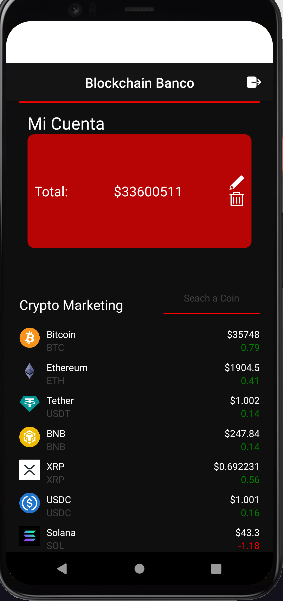 Blockchain Banco
Mi Cuenta
Total: $33600511
Crypto Marketing Seach a Coin
Bitcoin $35748
BTC 0.79
Ethereum $1904.5
ETH 0.41
Tether $1.002
USDT 0.14
BNB $247.84
BNB 0.14
XRP $0.692231
XRP 0.56
USDC $1.001
USDC 0.16
Solana $43.3
SOL -1.18